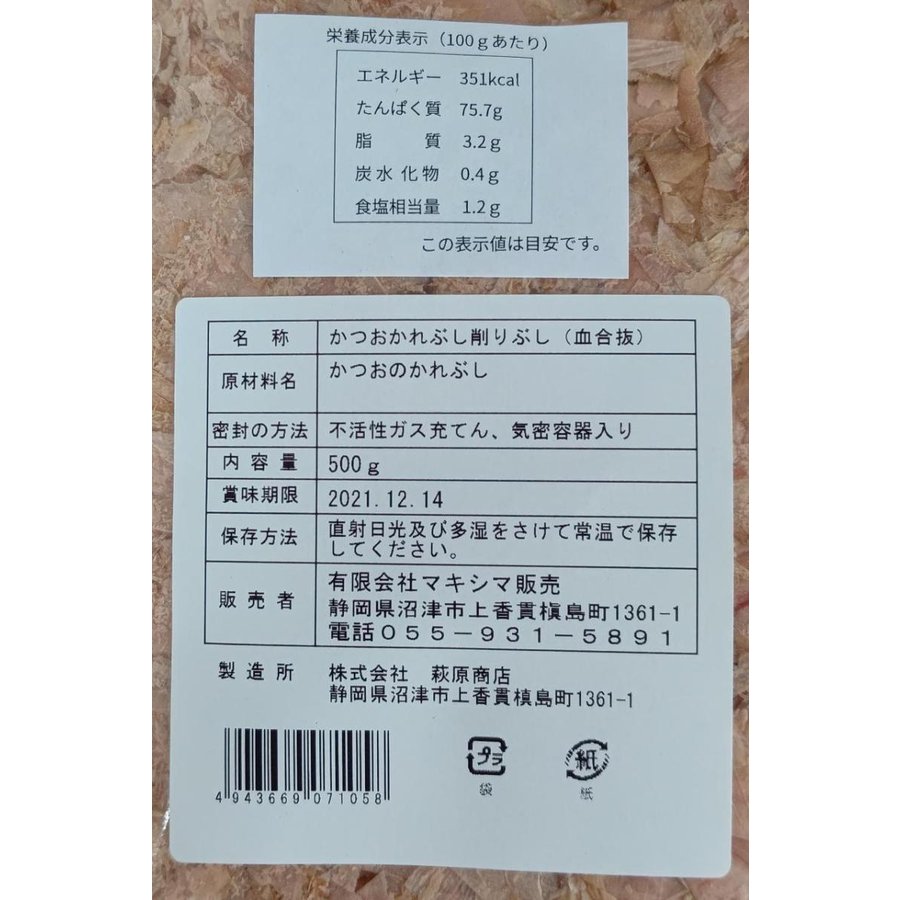 栄養成分表示（100ｇあたり）
エネルギー 351kcal
たんぱく質 75.7g
脂 質 3.2ｇ
炭水化物 0.4ｇ
食塩相当量 1.2ｇ
この表示値は目安です。
名 称 かつおかれぶし削りぶし（血合抜）
原材料名 かつおのかれぶし
密封の方法 不活性ガス充てん、気密容器入り
内容量 500ｇ
賞味期限 2021.12.14
保存方法 直射日光及び多湿をさけて常温で保存
してください。
販売者 有限会社マキシマ販売
静岡県沼津市上香貫槇島町1361-1
電話０５５－９３１－５８９１
製造所 株式会社 萩原商店
静岡県沼津市上香貫槙島町1361-1
プラ 紙
袋 紙
4 943669 071058